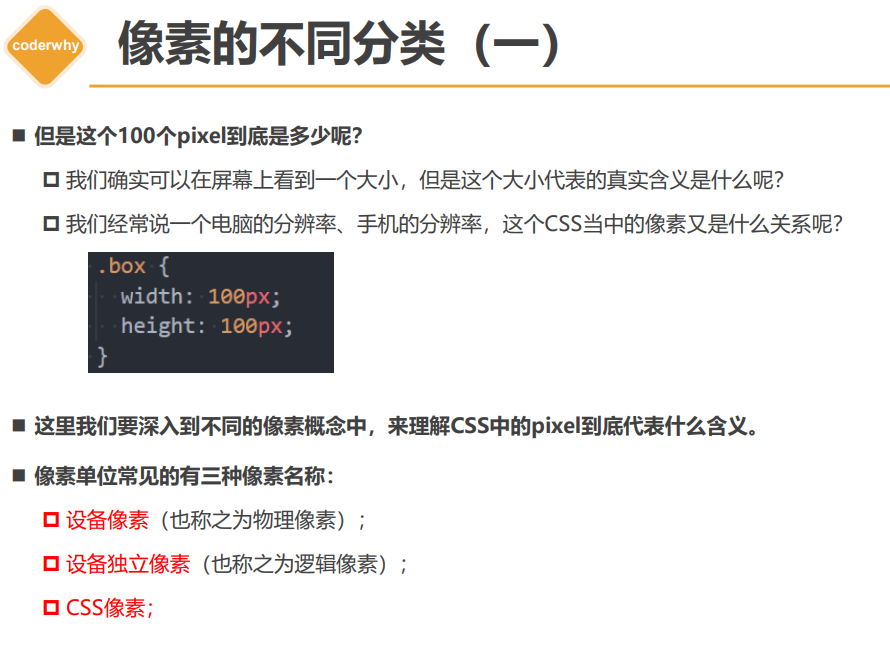 coderwhy
像素的不同分类（一）
但是这个100个pixel到底是多少呢？
我们确实可以在屏幕上看到一个大小，但是这个大小代表的真实含义是什么呢？
我们经常说一个电脑的分辨率、手机的分辨率，这个CSS当中的像素又是什么关系呢？
.box {
width: 100px;
height: 100px;
}
这里我们要深入到不同的像素概念中，来理解CSS中的pixel到底代表什么含义。
像素单位常见的有三种像素名称：
设备像素（也称之为物理像素）；
设备独立像素（也称之为逻辑像素）；
CSS像素；